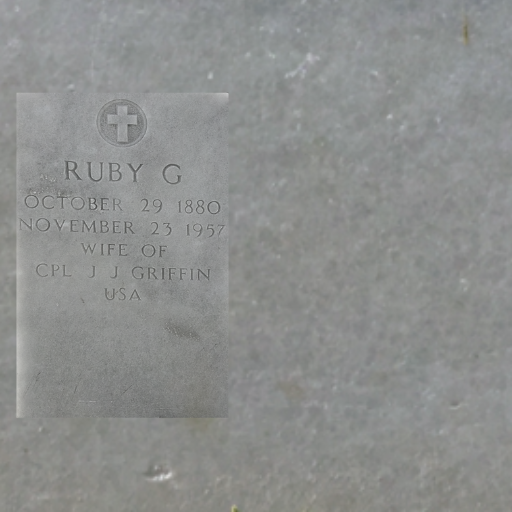 RUBY G
OCTOBER 29 1880
NOVEMBER 23 1957
WIFE OF
CPL J J GRIFFIN
USA